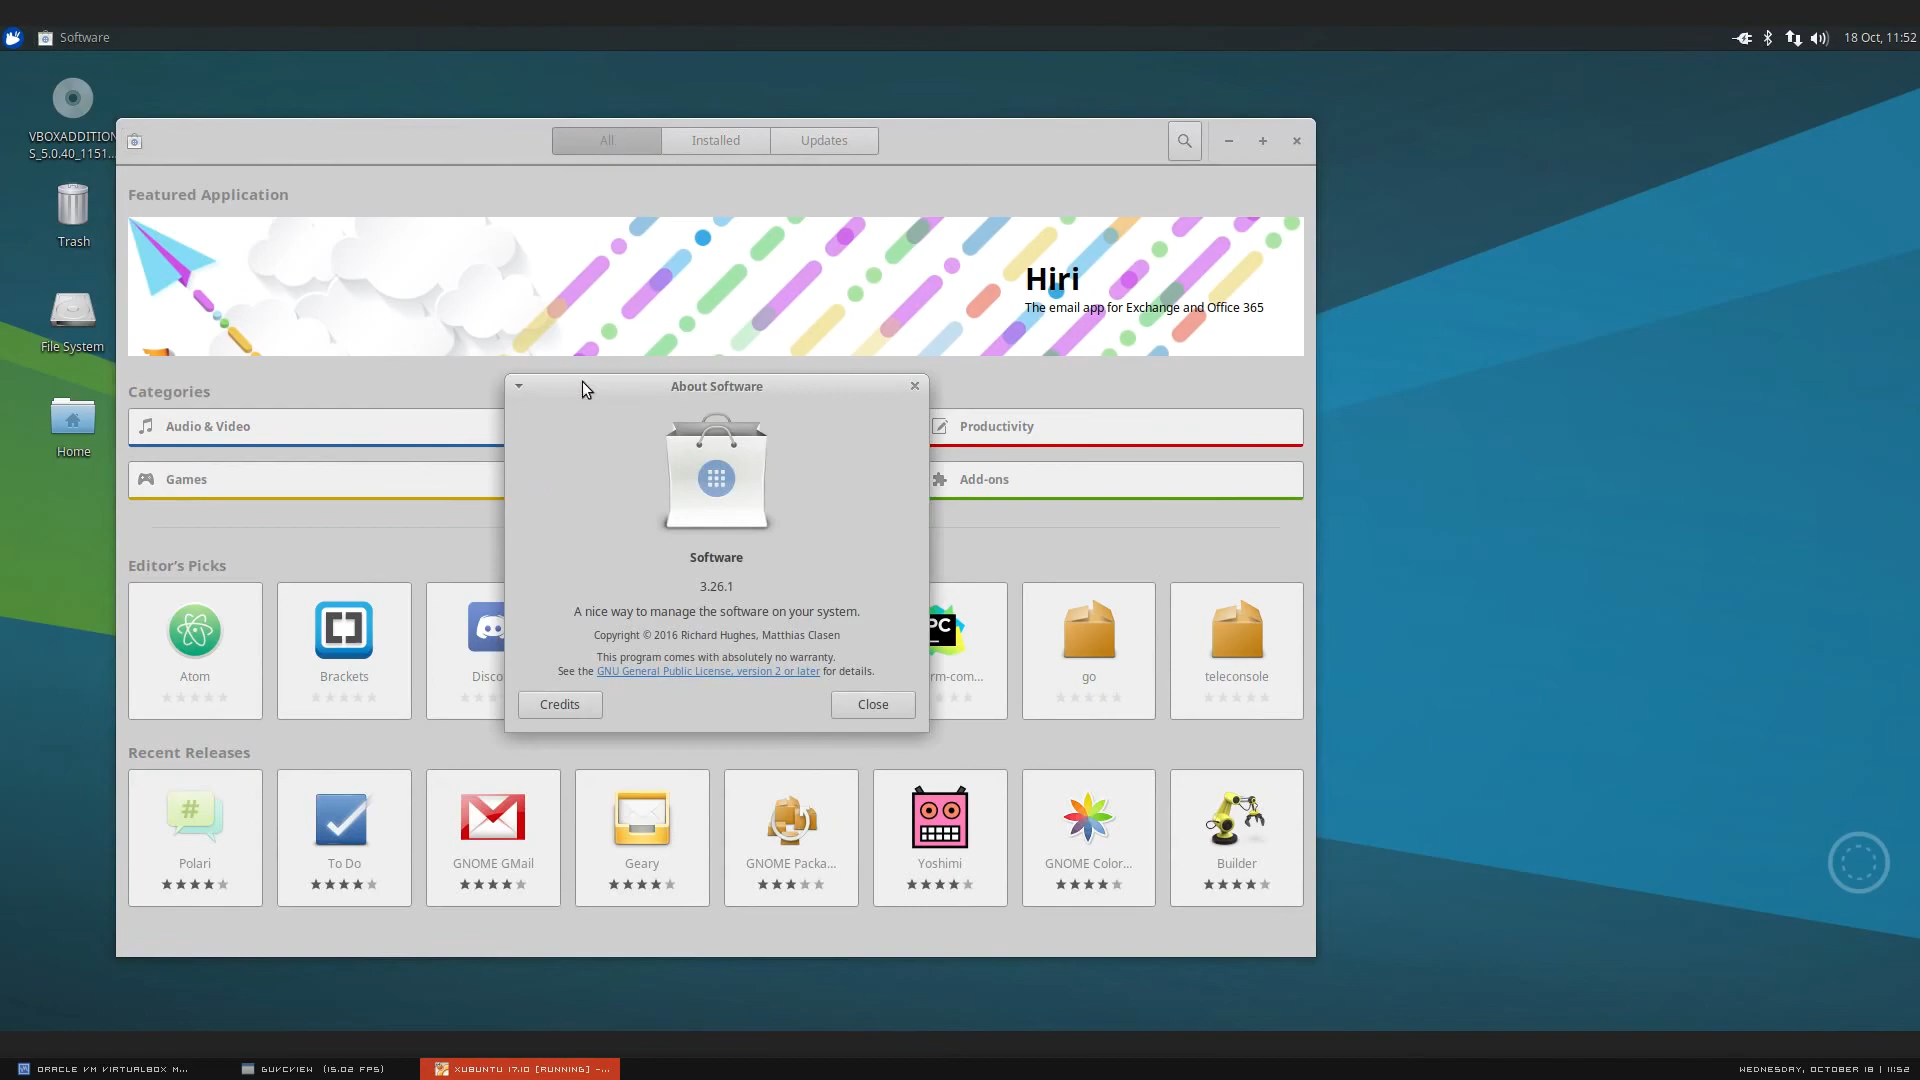 Software
18 Oct, 11:52
VBOXADDITION
S_5.0.40_1151...
Trash
File System
Home
All
Installed
Updates
Featured Application
Hiri
The email app for Exchange and Office 365
Categories
Audio & Video
Productivity
Games
Add-ons
About Software
Software
3.26.1
A nice way to manage the software on your system.
Copyright © 2016 Richard Hughes, Matthias Clasen
This program comes with absolutely no warranty.
See the GNU General Public License, version 2 or later for details.
Credits
Close
Editor's Picks
Atom
Brackets
Disco
PC
rm-com...
go
teleconsole
Recent Releases
#
Polari
To Do
GNOME GMail
Geary
GNOME Packa...
Yoshimi
GNOME Color...
Builder
ORACLE VM VIRTUALBOX M...
GUVCVIEW (15.02 FPS)
XUBUNTU 17.10 [RUNNING] -...
WEDNESDAY, OCTOBER 18 | 11:52